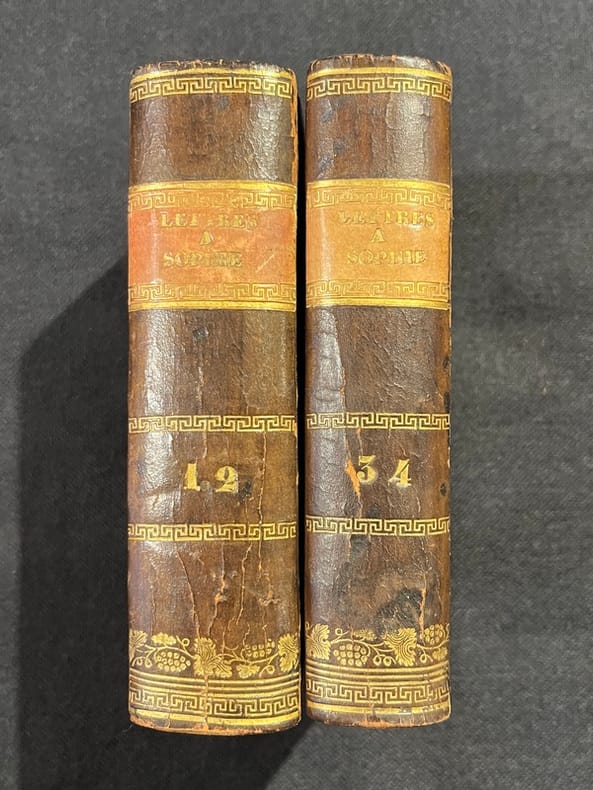 LETTRES
A
SOPHIE
1.2
LETTRES
A
SOPHIE
3 4